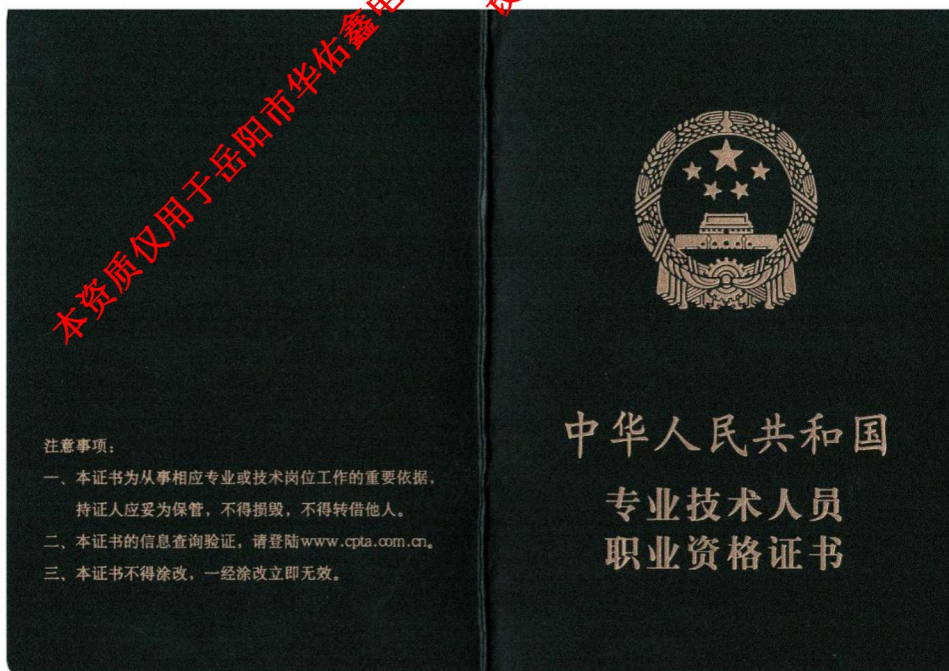 本资质仅用于岳阳市华佑鑫电
注意事项：
一、本证书为从事相应专业或技术岗位工作的重要依据，
持证人应妥为保管，不得损毁，不得转借他人。
二、本证书的信息查询验证，请登陆www.cpta.com.cn。
三、本证书不得涂改，一经涂改立即无效。
中华人民共和国
专业技术人员
职业资格证书